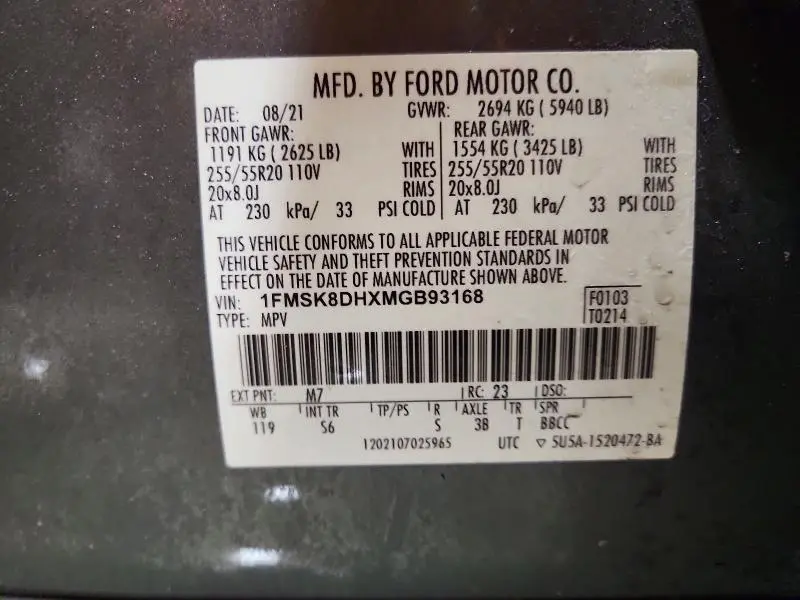 MFD. BY FORD MOTOR CO.
DATE: 08/21 GVWR: 2694 KG ( 5940 LB)
FRONT GAWR: REAR GAWR:
1191 KG ( 2625 LB) WITH 1554 KG ( 3425 LB) WITH
255/55R20 110V TIRES 255/55R20 110V TIRES
20x8.0J RIMS 20x8.0J RIMS
AT 230 kPa/ 33 PSI COLD AT 230 kPa/ 33 PSI COLD
THIS VEHICLE CONFORMS TO ALL APPLICABLE FEDERAL MOTOR
VEHICLE SAFETY AND THEFT PREVENTION STANDARDS IN
EFFECT ON THE DATE OF MANUFACTURE SHOWN ABOVE.
VIN: 1FMSK8DHXMGB93168 F0103
TYPE: MPV T0214
EXT PNT: M7 RC: 23 DSO:
WB INT TR TP/PS R AXLE TR SPR
119 S6 S 3B T BBCC
1202107025965 UTC ▽ 5U5A-1520472-BA